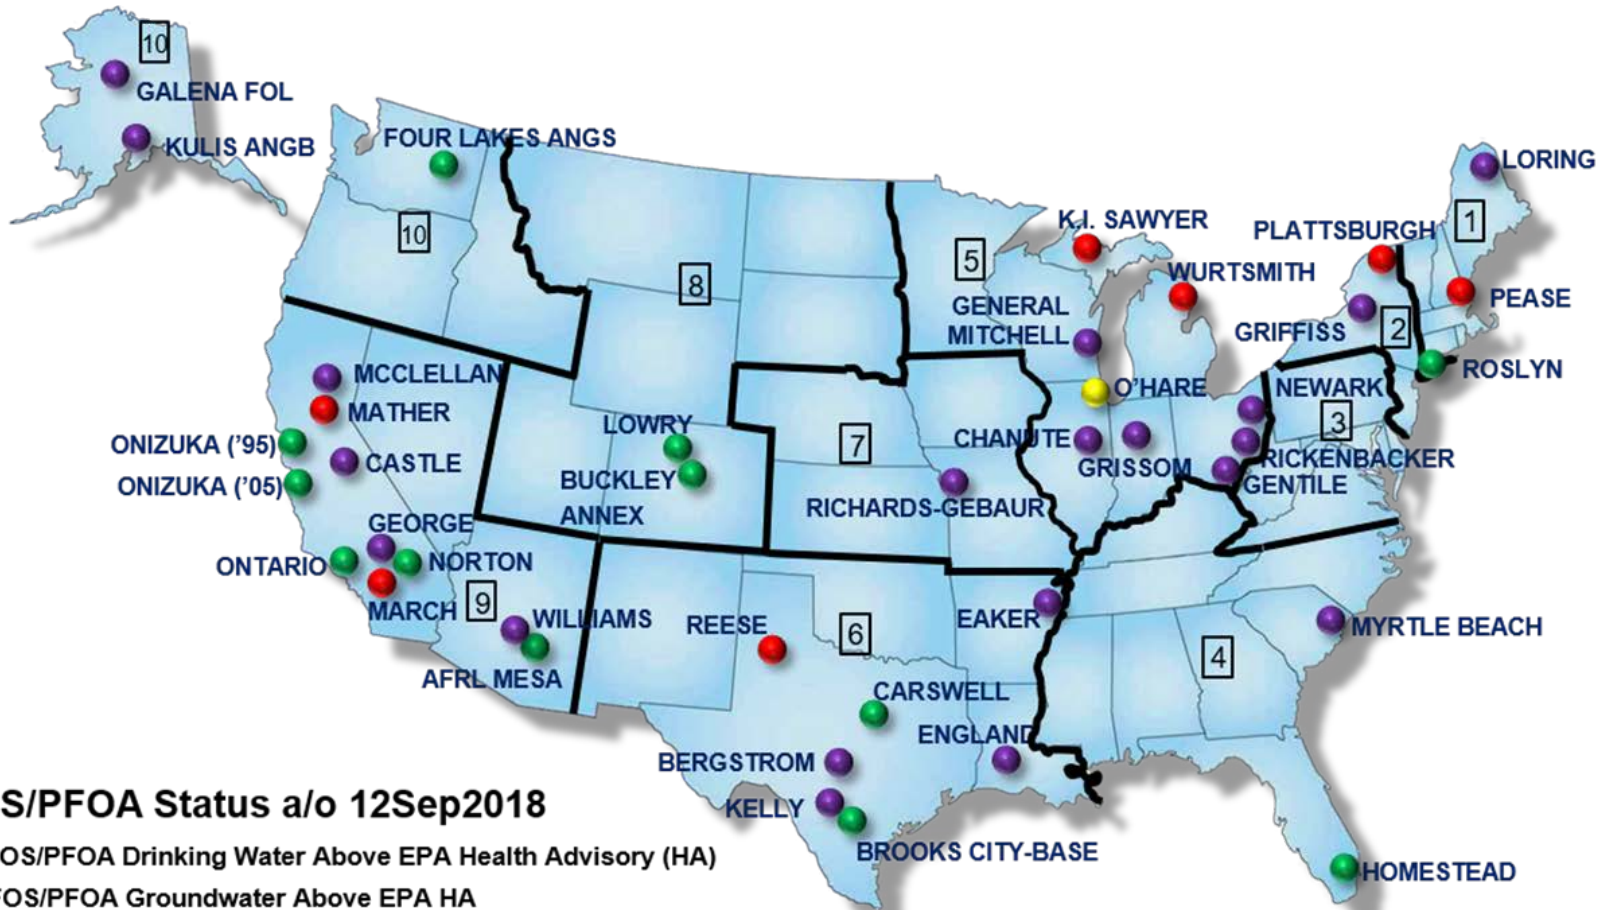 10
GALENA FOL
KULIS ANGB
FOUR LAKES ANGS
10
8
5
K.I. SAWYER
WURTSMITH
GENERAL
MITCHELL
O'HARE
PLATTSBURGH
LORING
1
PEASE
GRIFFISS
2
ROSLYN
NEWARK
3
RICKENBACKER
GENTILE
CHANUTE
GRISSOM
MCCLELLAN
MATHER
ONIZUKA ('95)
CASTLE
ONIZUKA ('05)
LOWRY
BUCKLEY
ANNEX
7
RICHARDS-GEBAUR
GEORGE
ONTARIO
NORTON
MARCH
9
WILLIAMS
AFRL MESA
REESE
6
EAKER
4
MYRTLE BEACH
CARSWELL
ENGLAND
BERGSTROM
KELLY
BROOKS CITY-BASE
HOMESTEAD
S/PFOA Status a/o 12Sep2018
OS/PFOA Drinking Water Above EPA Health Advisory (HA)
FOS/PFOA Groundwater Above EPA HA